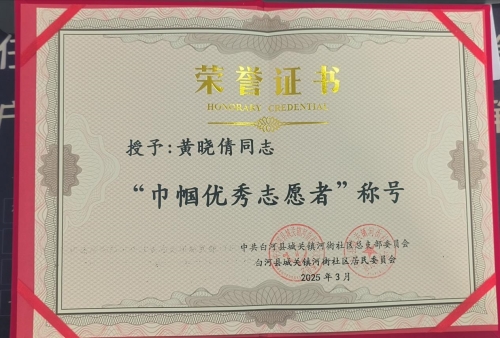 荣誉证书
HONORARY CREDENTIAL
授予:黄晓倩同志
“巾帼优秀志愿者”称号
中共白河县城关镇河街社区总支部委员会
白河县城关镇河街社区居民委员会
2025年3月